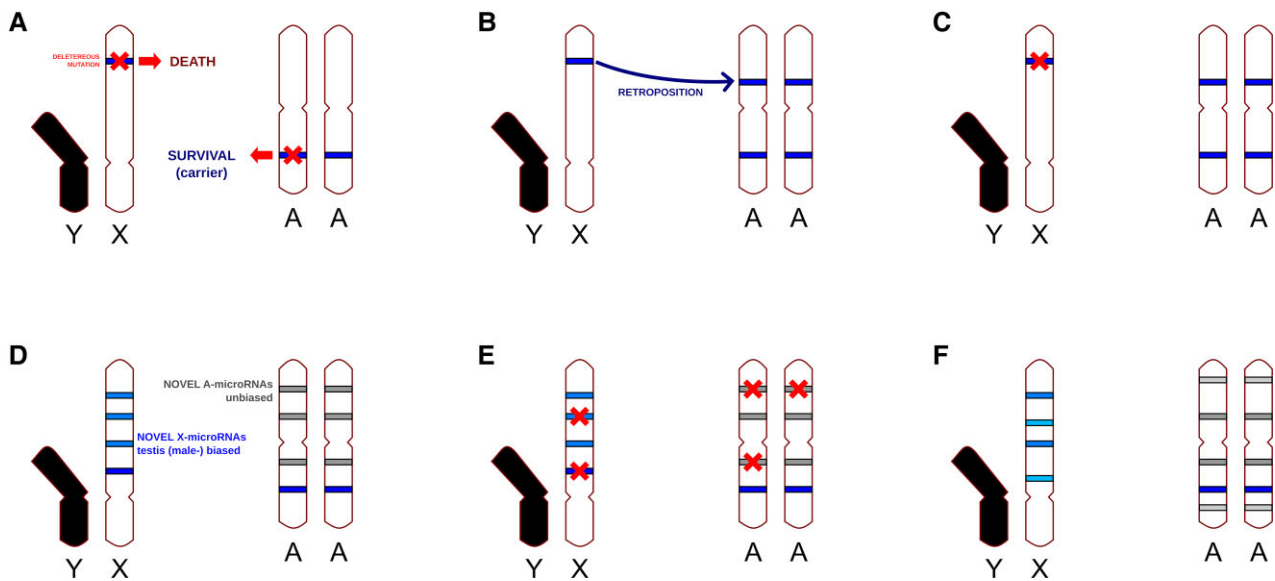 A
DELETEREOUS
MUTATION
DEATH
SURVIVAL
(carrier)
Y X A A
B
RETROPOSITION
Y X A A
C
Y X A A
D
NOVEL A-microRNAs
unbiased
NOVEL X-microRNAs
testis (male-) biased
Y X A A
E
Y X A A
F
Y X A A